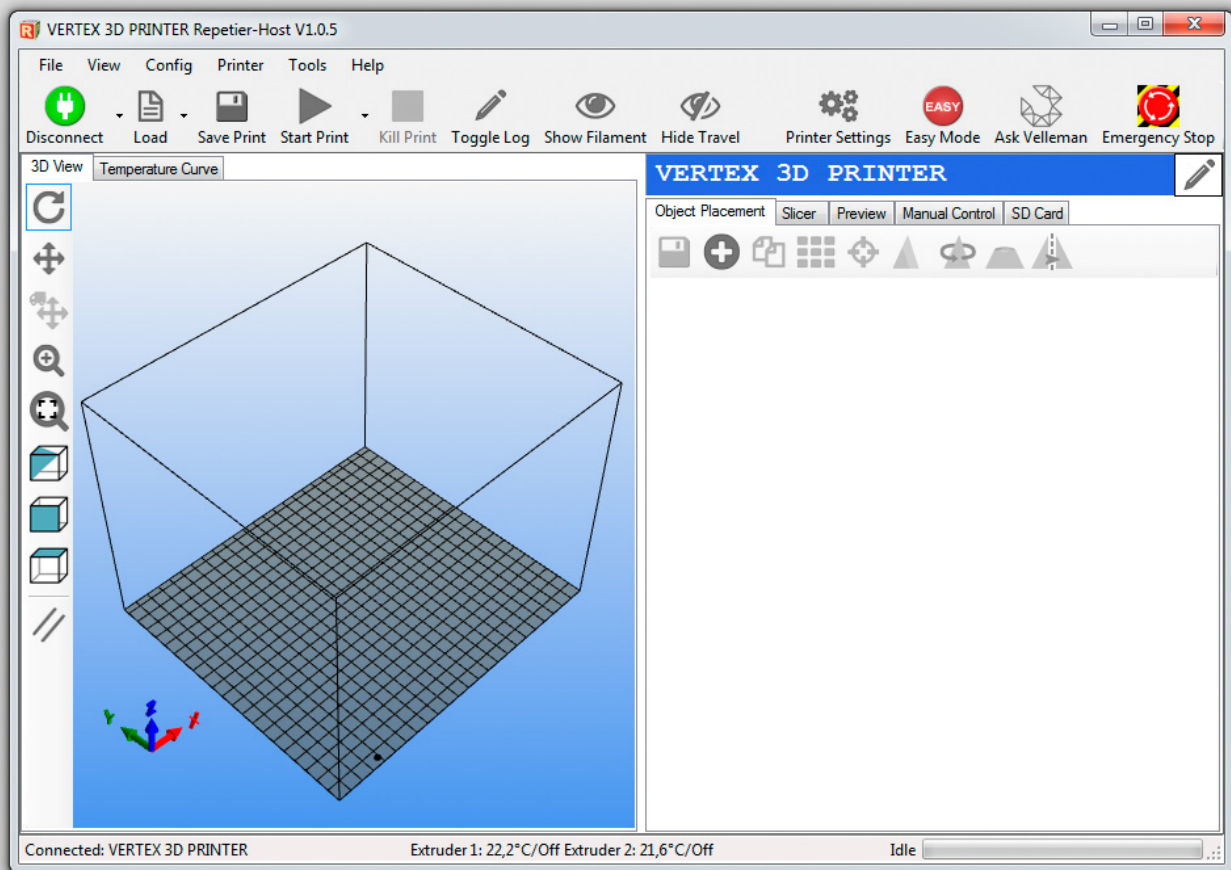 VERTEX 3D PRINTER Repetier-Host V1.0.5
File View Config Printer Tools Help
Disconnect Load Save Print Start Print Kill Print Toggle Log Show Filament Hide Travel Printer Settings EASY Easy Mode Ask Velleman Emergency Stop
3D View Temperature Curve
VERTEX 3D PRINTER
Object Placement Slicer Preview Manual Control SD Card
Y Z X
Connected: VERTEX 3D PRINTER Extruder 1: 22,2°C/Off Extruder 2: 21,6°C/Off Idle